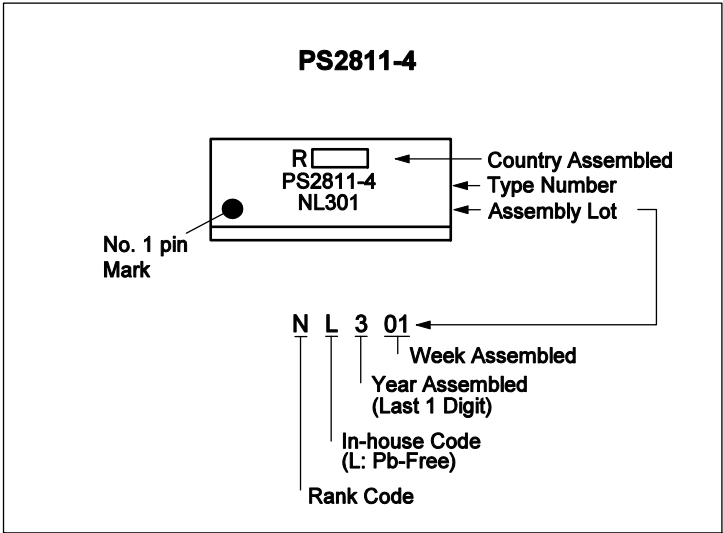 PS2811-4
R
Country Assembled
PS2811-4
Type Number
NL301
Assembly Lot
No. 1 pin
Mark
N L 3 01
Week Assembled
Year Assembled
(Last 1 Digit)
In-house Code
(L: Pb-Free)
Rank Code